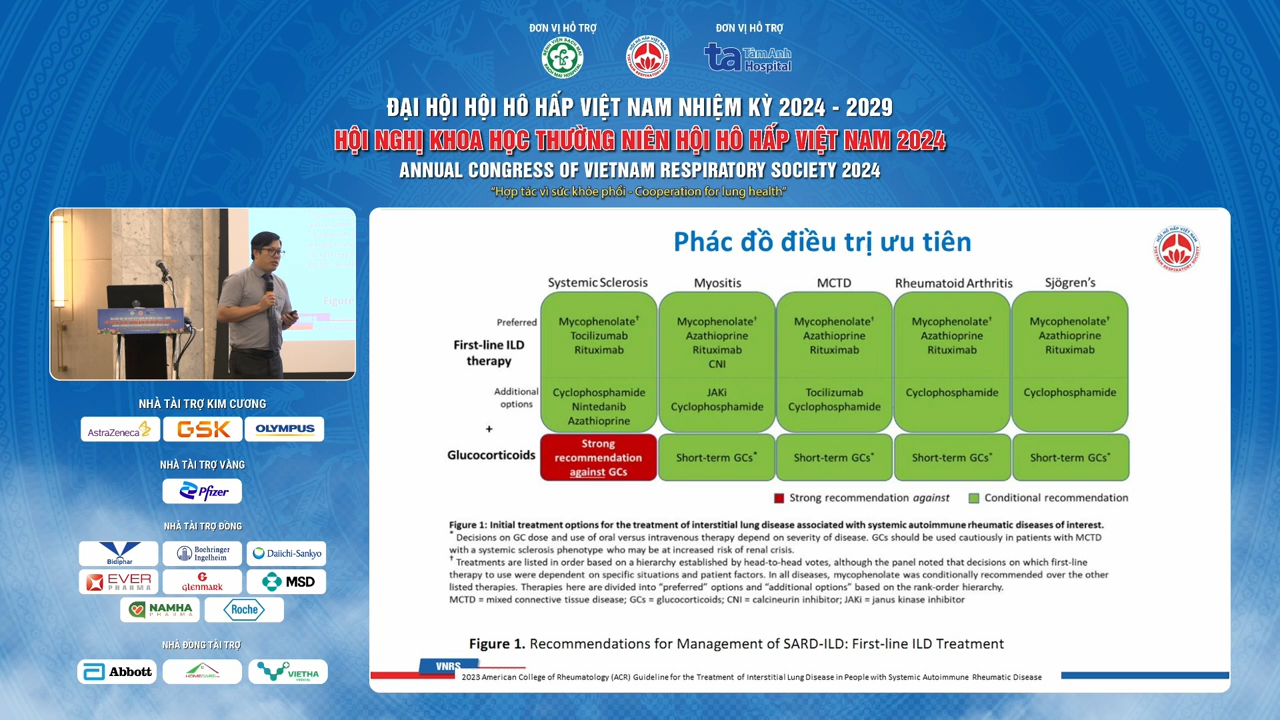 ĐƠN VỊ HỖ TRỢ
ĐƠN VỊ HỖ TRỢ
ta TâmAnh
Hospital
ĐẠI HỘI HỘI HÔ HẤP VIỆT NAM NHIỆM KỲ 2024 - 2029
HỘI NGHỊ KHOA HỌC THƯỜNG NIÊN HỘI HÔ HẤP VIỆT NAM 2024
ANNUAL CONGRESS OF VIETNAM RESPIRATORY SOCIETY 2024
"Hợp tác vì sức khỏe phổi - Cooperation for lung health"
NHÀ TÀI TRỢ KIM CƯƠNG
AstraZeneca
GSK
OLYMPUS
NHÀ TÀI TRỢ VÀNG
Pfizer
NHÀ TÀI TRỢ ĐỒNG
Bidiphar
Boehringer
Ingelheim
Daiichi-Sankyo
EVER
PHARMA
glenmark
MSD
NAMHA
PHARMA
Roche
NHÀ ĐỒNG TÀI TRỢ
Abbott
VIETHA
Phác đồ điều trị ưu tiên
HỘI HÔ HẤP VIỆT NAM
VIETNAM RESPIRATORY SOCIETY
Systemic Sclerosis
Myositis
MCTD
Rheumatoid Arthritis
Sjögren's
Preferred
First-line ILD
therapy
Additional
options
+
Glucocorticoids
Mycophenolate†
Tocilizumab
Rituximab
Cyclophosphamide
Nintedanib
Azathioprine
Strong
recommendation
against GCs
Mycophenolate†
Azathioprine
Rituximab
CNI
JAKi
Cyclophosphamide
Short-term GCs*
Mycophenolate†
Azathioprine
Rituximab
Tocilizumab
Cyclophosphamide
Short-term GCs*
Mycophenolate†
Azathioprine
Rituximab
Cyclophosphamide
Short-term GCs*
Mycophenolate†
Azathioprine
Rituximab
Cyclophosphamide
Short-term GCs*
Strong recommendation against
Conditional recommendation
Figure 1: Initial treatment options for the treatment of interstitial lung disease associated with systemic autoimmune rheumatic diseases of interest.
* Decisions on GC dose and use of oral versus intravenous therapy depend on severity of disease. GCs should be used cautiously in patients with MCTD
with a systemic sclerosis phenotype who may be at increased risk of renal crisis.
† Treatments are listed in order based on a hierarchy established by head-to-head votes, although the panel noted that decisions on which first-line
therapy to use were dependent on specific situations and patient factors. In all diseases, mycophenolate was conditionally recommended over the other
listed therapies. Therapies here are divided into "preferred" options and "additional options" based on the rank-order hierarchy.
MCTD = mixed connective tissue disease; GCs = glucocorticoids; CNI = calcineurin inhibitor; JAKi = janus kinase inhibitor
Figure 1. Recommendations for Management of SARD-ILD: First-line ILD Treatment
VNRS
2023 American College of Rheumatology (ACR) Guideline for the Treatment of Interstitial Lung Disease in People with Systemic Autoimmune Rheumatic Disease